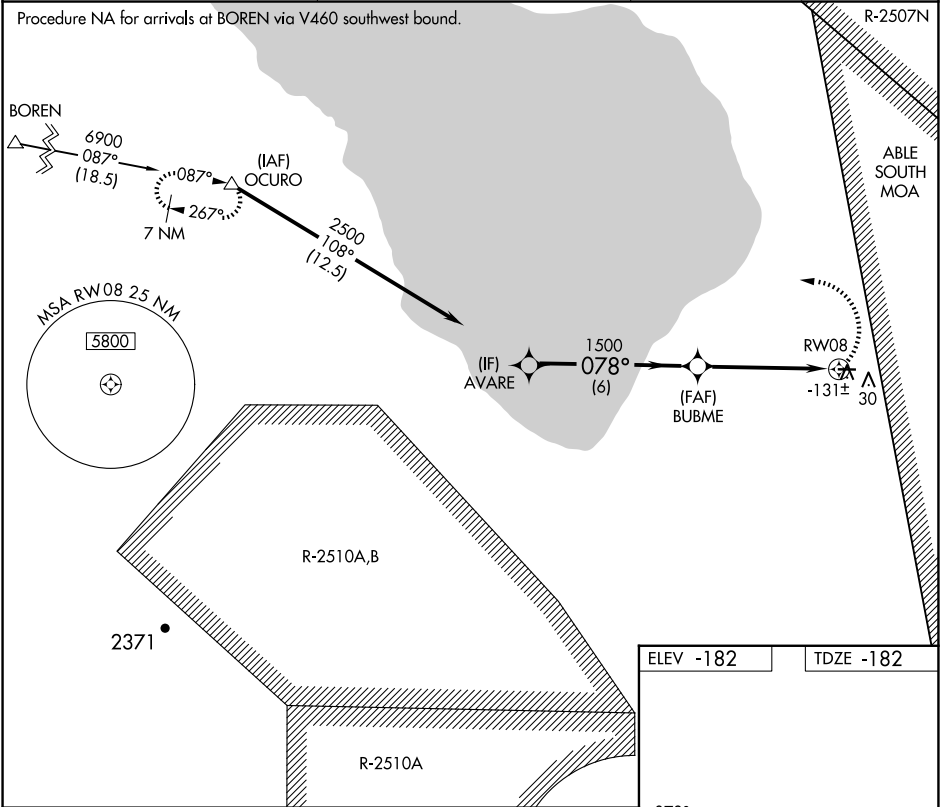 Procedure NA for arrivals at BOREN via V460 southwest bound.
R-2507N
BOREN
6900
087°
(18.5)
087°
267°
7 NM
(IAF)
OCURO
2500
108°
(12.5)
ABLE
SOUTH
MOA
MSA RW08 25 NM
5800
(IF)
AVARE
1500
078°
(6)
(FAF)
BUBME
RW08
-131±
30
R-2510A,B
2371
R-2510A
ELEV -182
TDZE -182